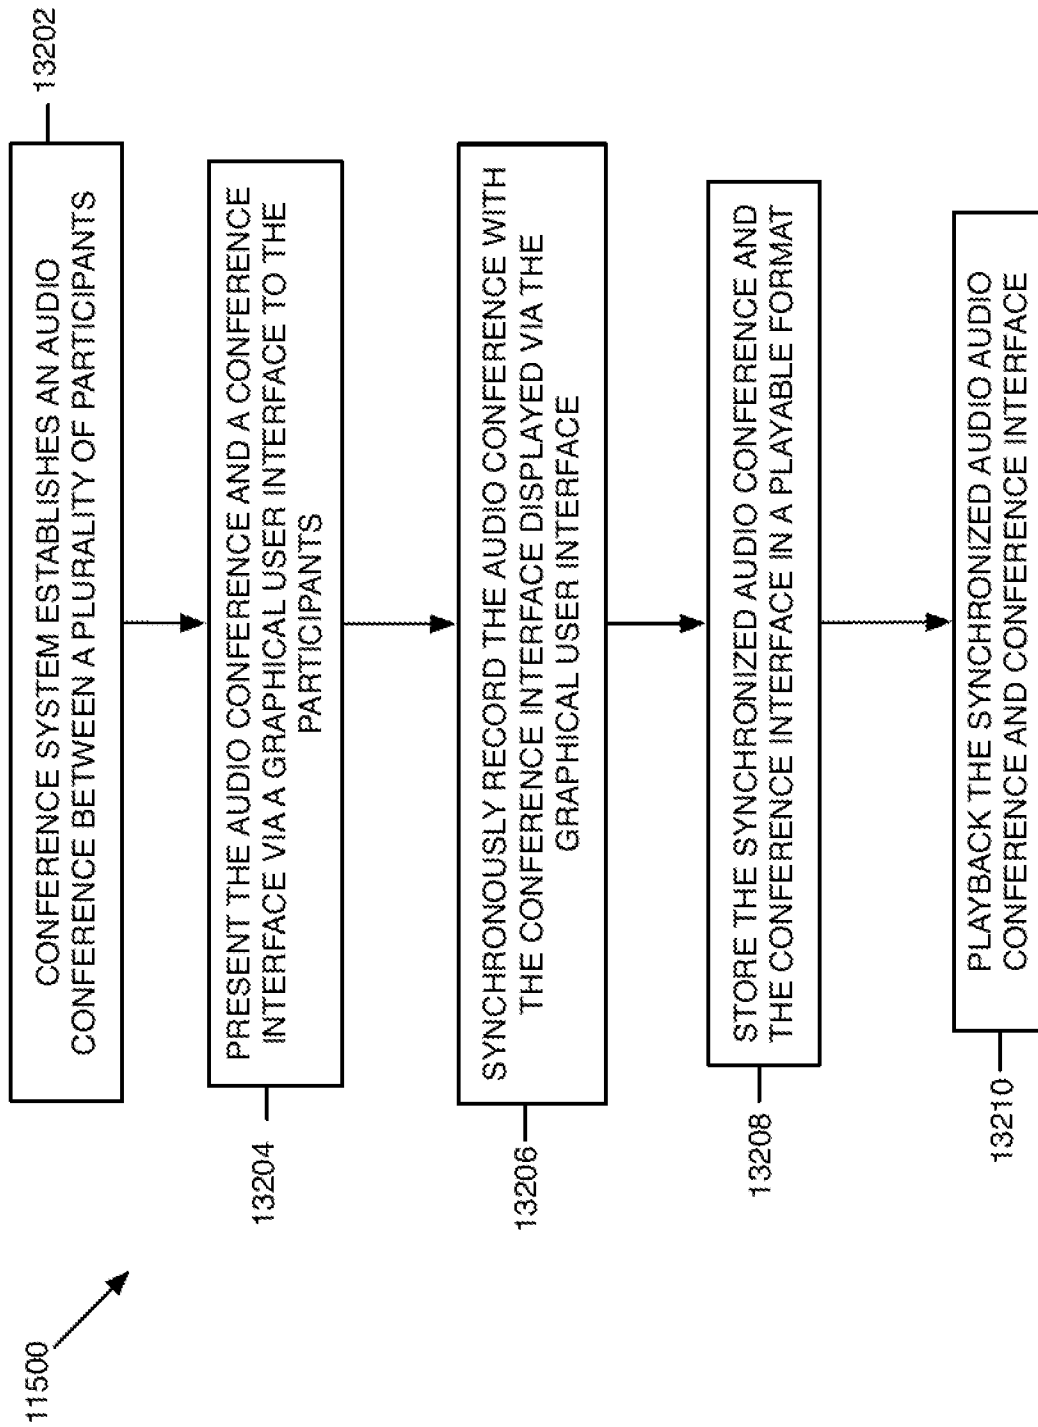 11500
CONFERENCE SYSTEM ESTABLISHES AN AUDIO
CONFERENCE BETWEEN A PLURALITY OF PARTICIPANTS
13202
13204
PRESENT THE AUDIO CONFERENCE AND A CONFERENCE
INTERFACE VIA A GRAPHICAL USER INTERFACE TO THE
PARTICIPANTS
13206
SYNCHRONOUSLY RECORD THE AUDIO CONFERENCE WITH
THE CONFERENCE INTERFACE DISPLAYED VIA THE
GRAPHICAL USER INTERFACE
13208
STORE THE SYNCHRONIZED AUDIO CONFERENCE AND
THE CONFERENCE INTERFACE IN A PLAYABLE FORMAT
13210
PLAYBACK THE SYNCHRONIZED AUDIO AUDIO
CONFERENCE AND CONFERENCE INTERFACE